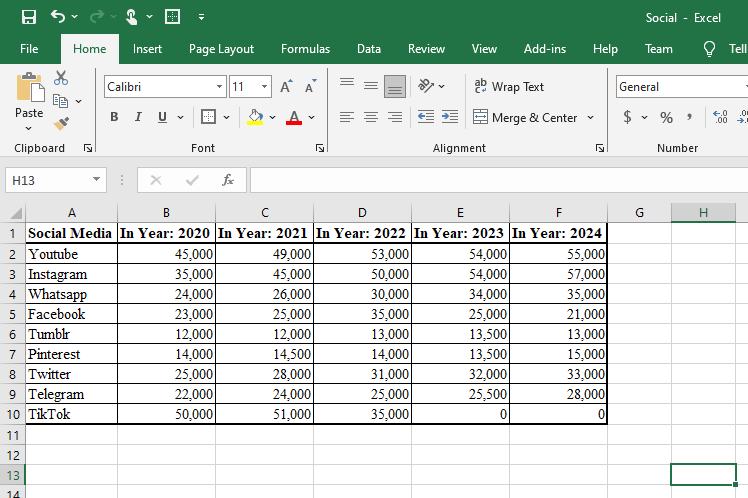 Social - Excel
File Home Insert Page Layout Formulas Data Review View Add-ins Help Team Tell
Calibri 11 A A ab Wrap Text General
Paste B I U A Merge & Center $ % , .00
Clipboard Font Alignment Number
H13 fx
A B C D E F G H
1 Social Media In Year: 2020 In Year: 2021 In Year: 2022 In Year: 2023 In Year: 2024
2 Youtube 45,000 49,000 53,000 54,000 55,000
3 Instagram 35,000 45,000 50,000 54,000 57,000
4 Whatsapp 24,000 26,000 30,000 34,000 35,000
5 Facebook 23,000 25,000 35,000 25,000 21,000
6 Tumblr 12,000 12,000 13,000 13,500 13,000
7 Pinterest 14,000 14,500 14,000 13,500 15,000
8 Twitter 25,000 28,000 31,000 32,000 33,000
9 Telegram 22,000 24,000 25,000 25,500 28,000
10 TikTok 50,000 51,000 35,000 0 0
11
12
13
14